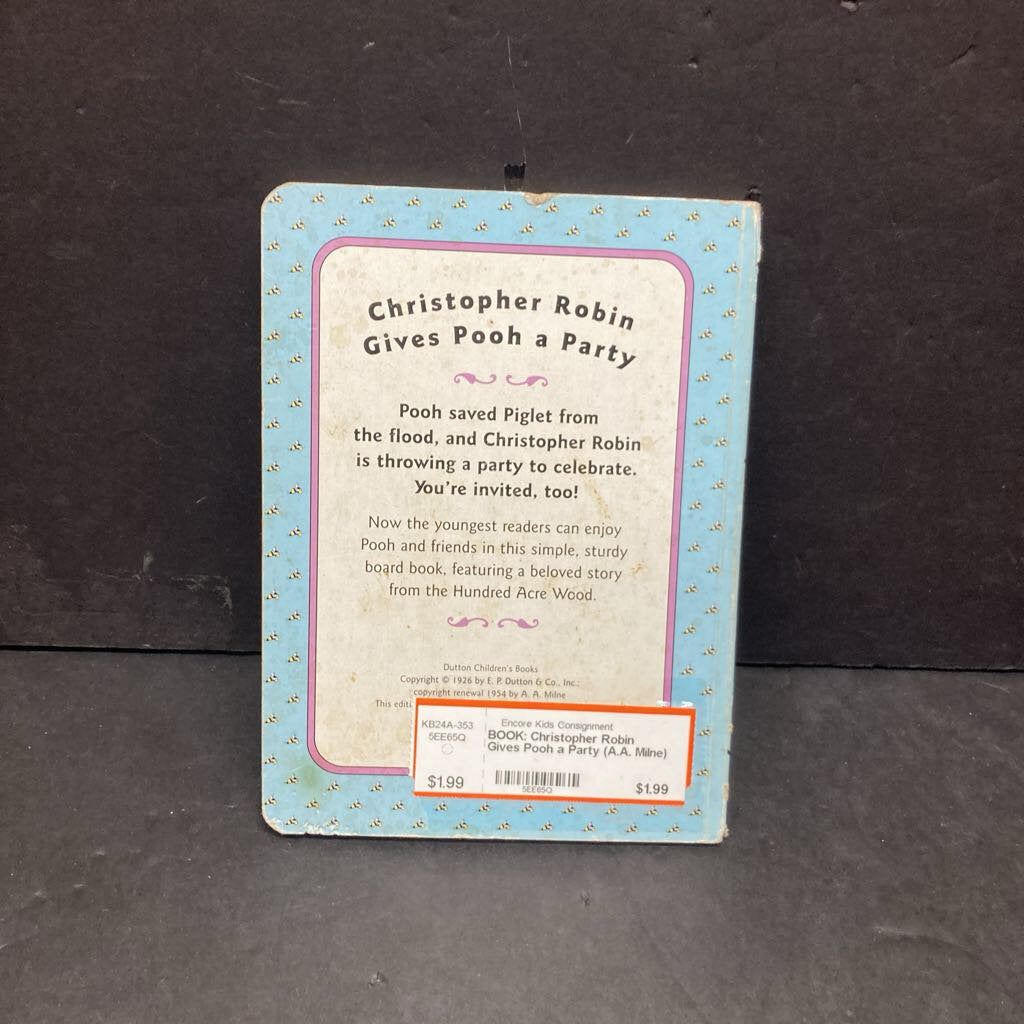 Christopher Robin
Gives Pooh a Party
Pooh saved Piglet from
the flood, and Christopher Robin
is throwing a party to celebrate.
You're invited, too!
Now the youngest readers can enjoy
Pooh and friends in this simple, sturdy
board book, featuring a beloved story
from the Hundred Acre Wood.
Dutton Children's Books
Copyright © 1926 by E. P. Dutton & Co., Inc.;
copyright renewal 1954 by A. A. Milne
This
KB24A-353
5EE65Q
$1.99
Encore Kids Consignment
BOOK: Christopher Robin
Gives Pooh a Party (A.A. Milne)
5EE65Q
$1.99